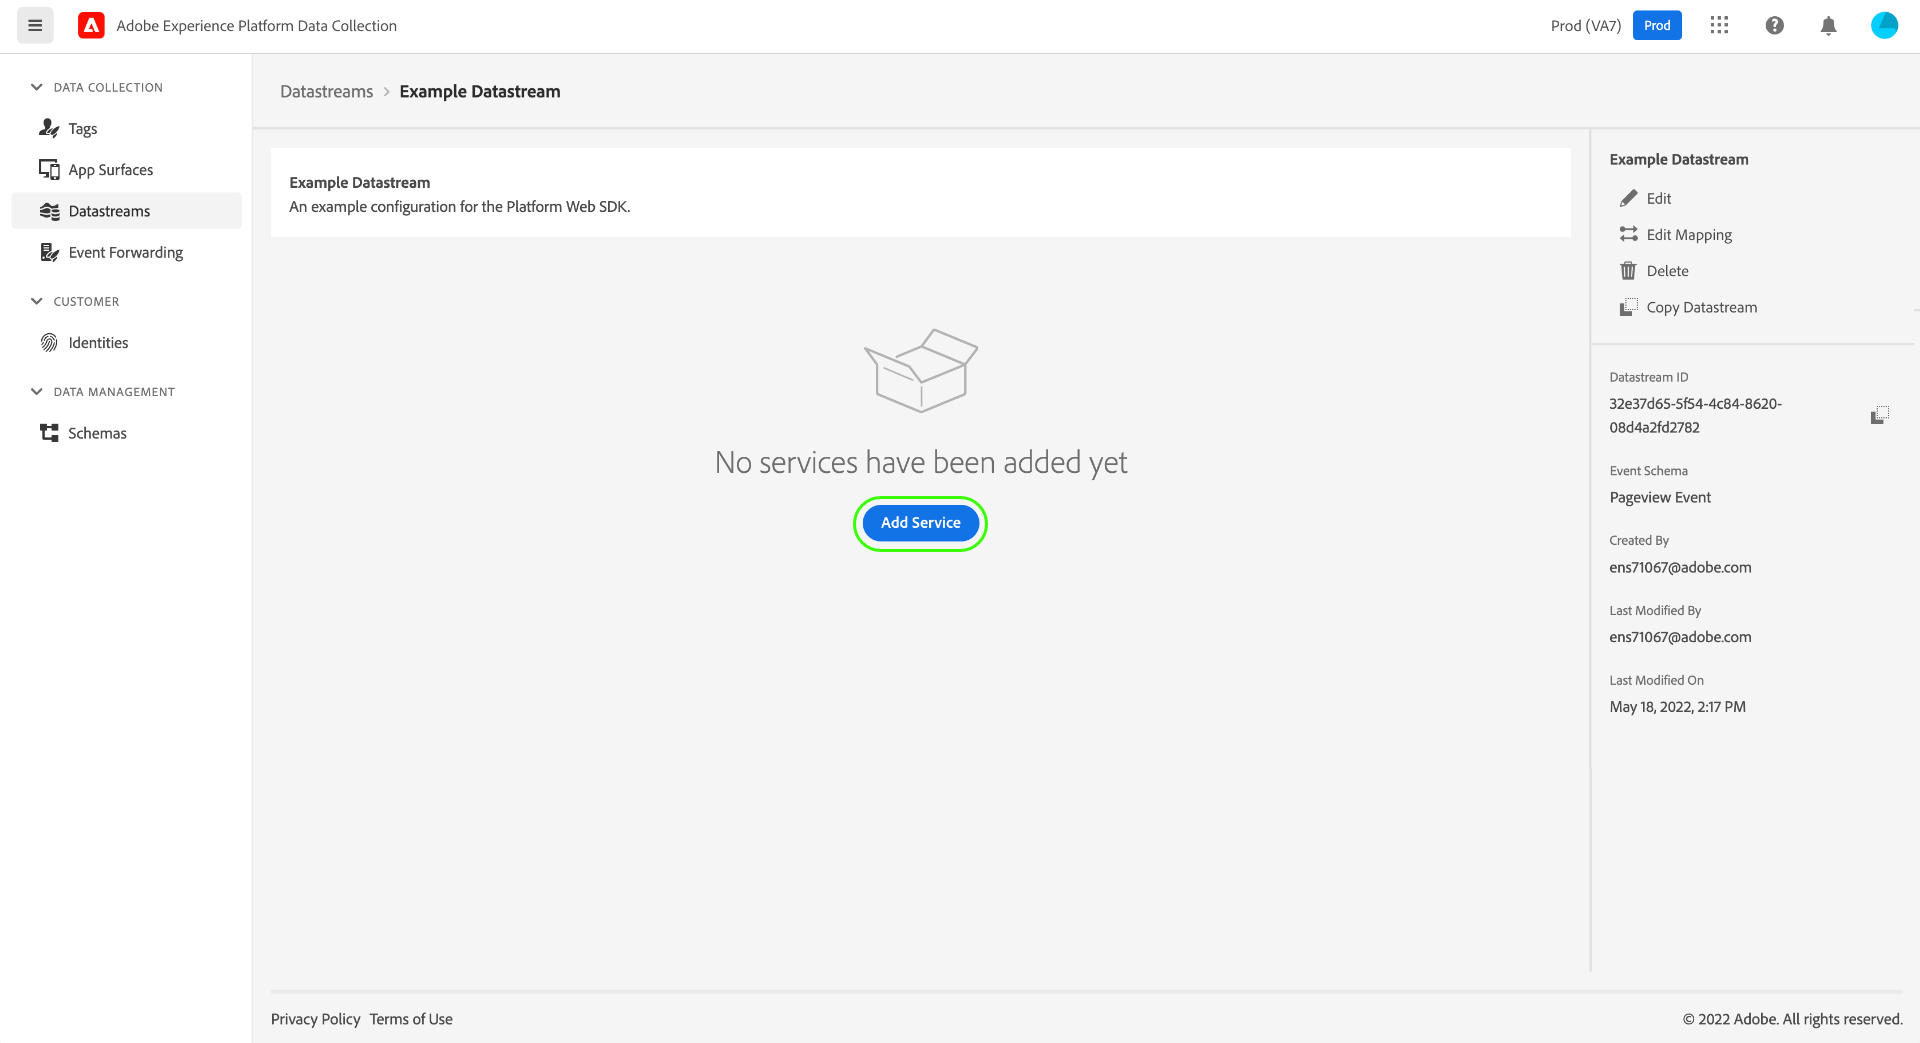 Adobe Experience Platform Data Collection
Prod (VA7)
Prod
DATA COLLECTION
Tags
App Surfaces
Datastreams
Event Forwarding
CUSTOMER
Identities
DATA MANAGEMENT
Schemas
Datastreams > Example Datastream
Example Datastream
An example configuration for the Platform Web SDK.
No services have been added yet
Add Service
Example Datastream
Edit
Edit Mapping
Delete
Copy Datastream
Datastream ID
32e37d65-5f54-4c84-8620-
08d4a2fd2782
Event Schema
Pageview Event
Created By
ens71067@adobe.com
Last Modified By
ens71067@adobe.com
Last Modified On
May 18, 2022, 2:17 PM
Privacy Policy Terms of Use
© 2022 Adobe. All rights reserved.